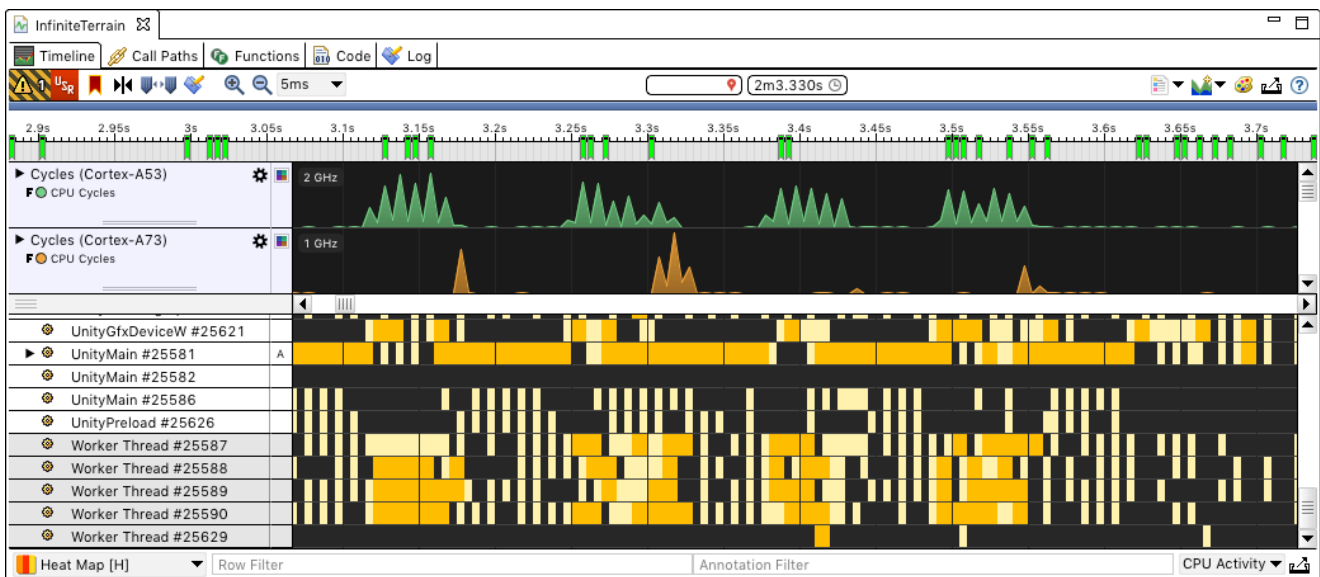 InfiniteTerrain
Timeline Call Paths Functions Code Log
1 USR 5ms 2m3.330s
2.9s 2.95s 3s 3.05s 3.1s 3.15s 3.2s 3.25s 3.3s 3.35s 3.4s 3.45s 3.5s 3.55s 3.6s 3.65s 3.7s
Cycles (Cortex-A53) 2 GHz
F CPU Cycles
Cycles (Cortex-A73) 1 GHz
F CPU Cycles
UnityGfxDeviceW #25621
UnityMain #25581 A
UnityMain #25582
UnityMain #25586
UnityPreload #25626
Worker Thread #25587
Worker Thread #25588
Worker Thread #25589
Worker Thread #25590
Worker Thread #25629
Heat Map [H] Row Filter Annotation Filter CPU Activity